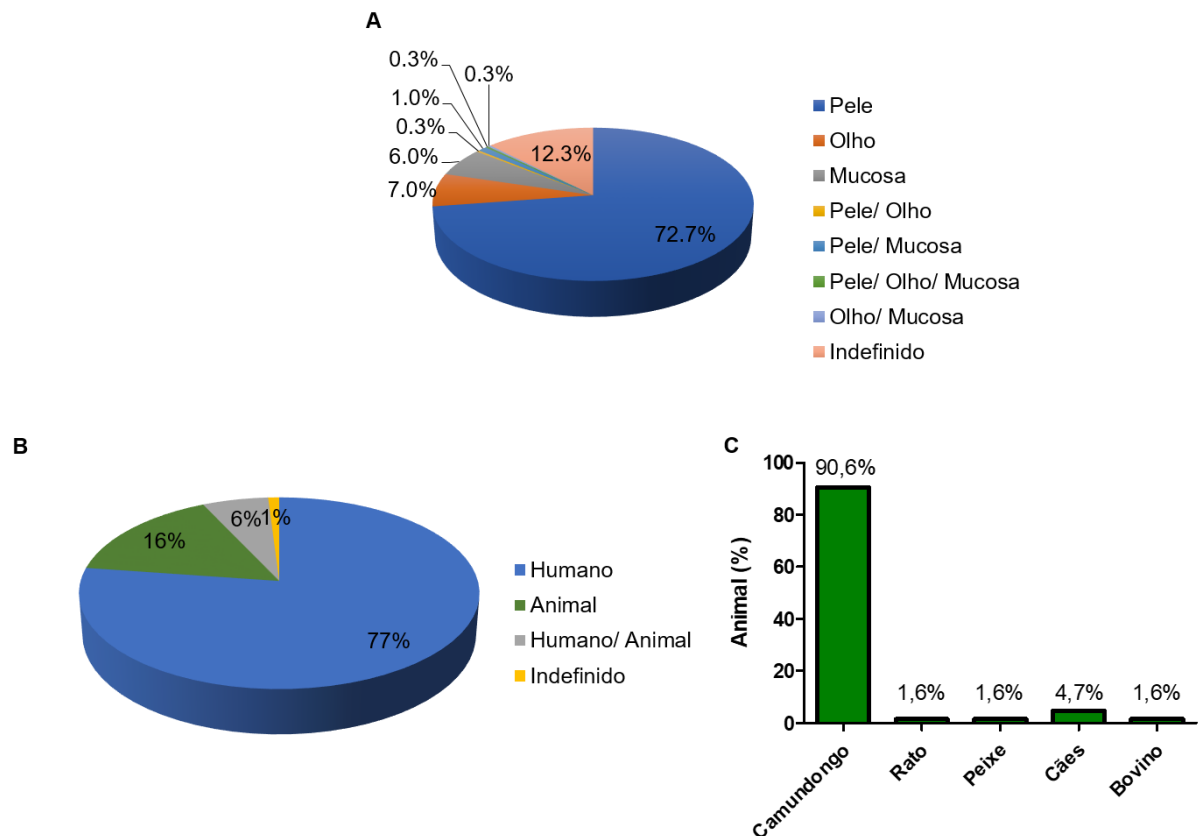 A
0.3%
0.3%
1.0%
0.3%
6.0%
7.0%
12.3%
72.7%
Pele
Olho
Mucosa
Pele/ Olho
Pele/ Mucosa
Pele/ Olho/ Mucosa
Olho/ Mucosa
Indefinido
B
6%
1%
16%
77%
Humano
Animal
Humano/ Animal
Indefinido
C
Animal (%)
100
80
60
40
20
0
90,6%
1,6%
1,6%
4,7%
1,6%
Camundongo
Rato
Peixe
Cães
Bovino